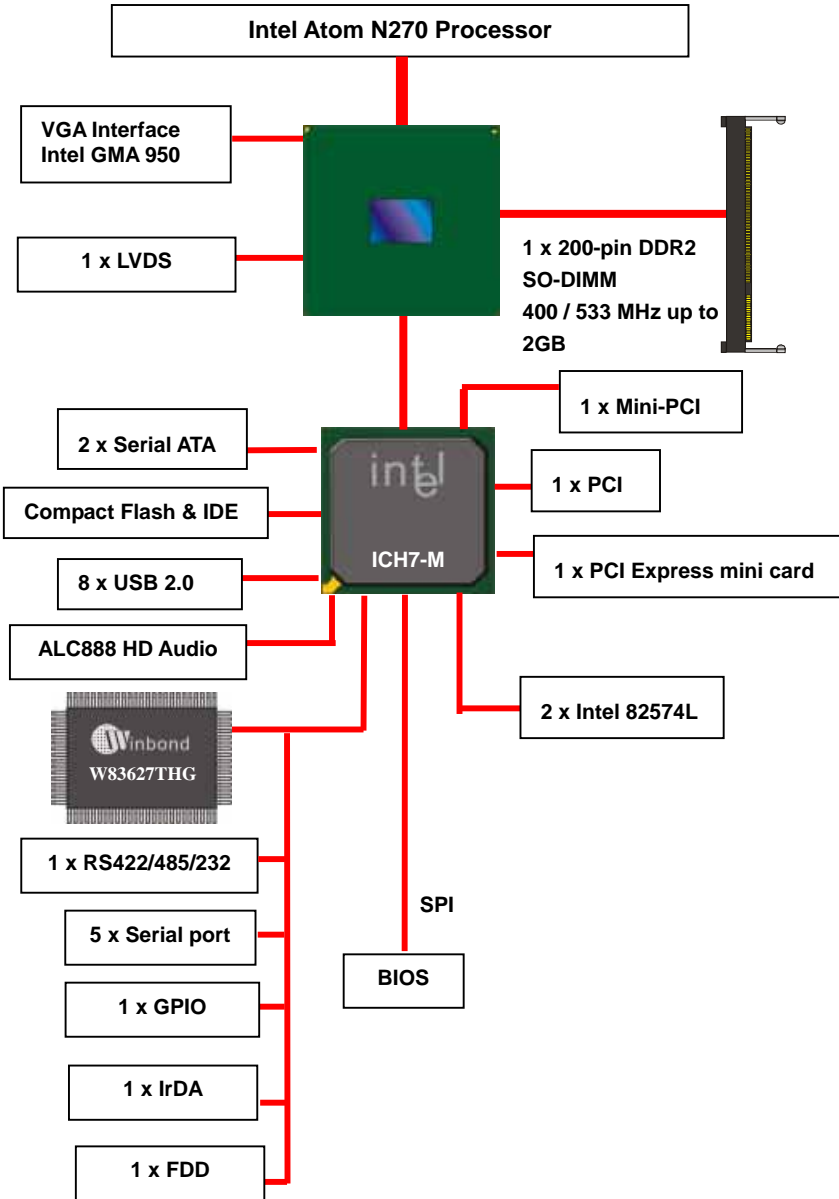 Intel Atom N270 Processor
VGA Interface
Intel GMA 950
1 x LVDS
1 x 200-pin DDR2
SO-DIMM
400 / 533 MHz up to
2GB
1 x Mini-PCI
2 x Serial ATA
intel
1 x PCI
Compact Flash & IDE
ICH7-M
1 x PCI Express mini card
8 x USB 2.0
ALC888 HD Audio
2 x Intel 82574L
Winbond
W83627THG
1 x RS422/485/232
SPI
5 x Serial port
BIOS
1 x GPIO
1 x IrDA
1 x FDD